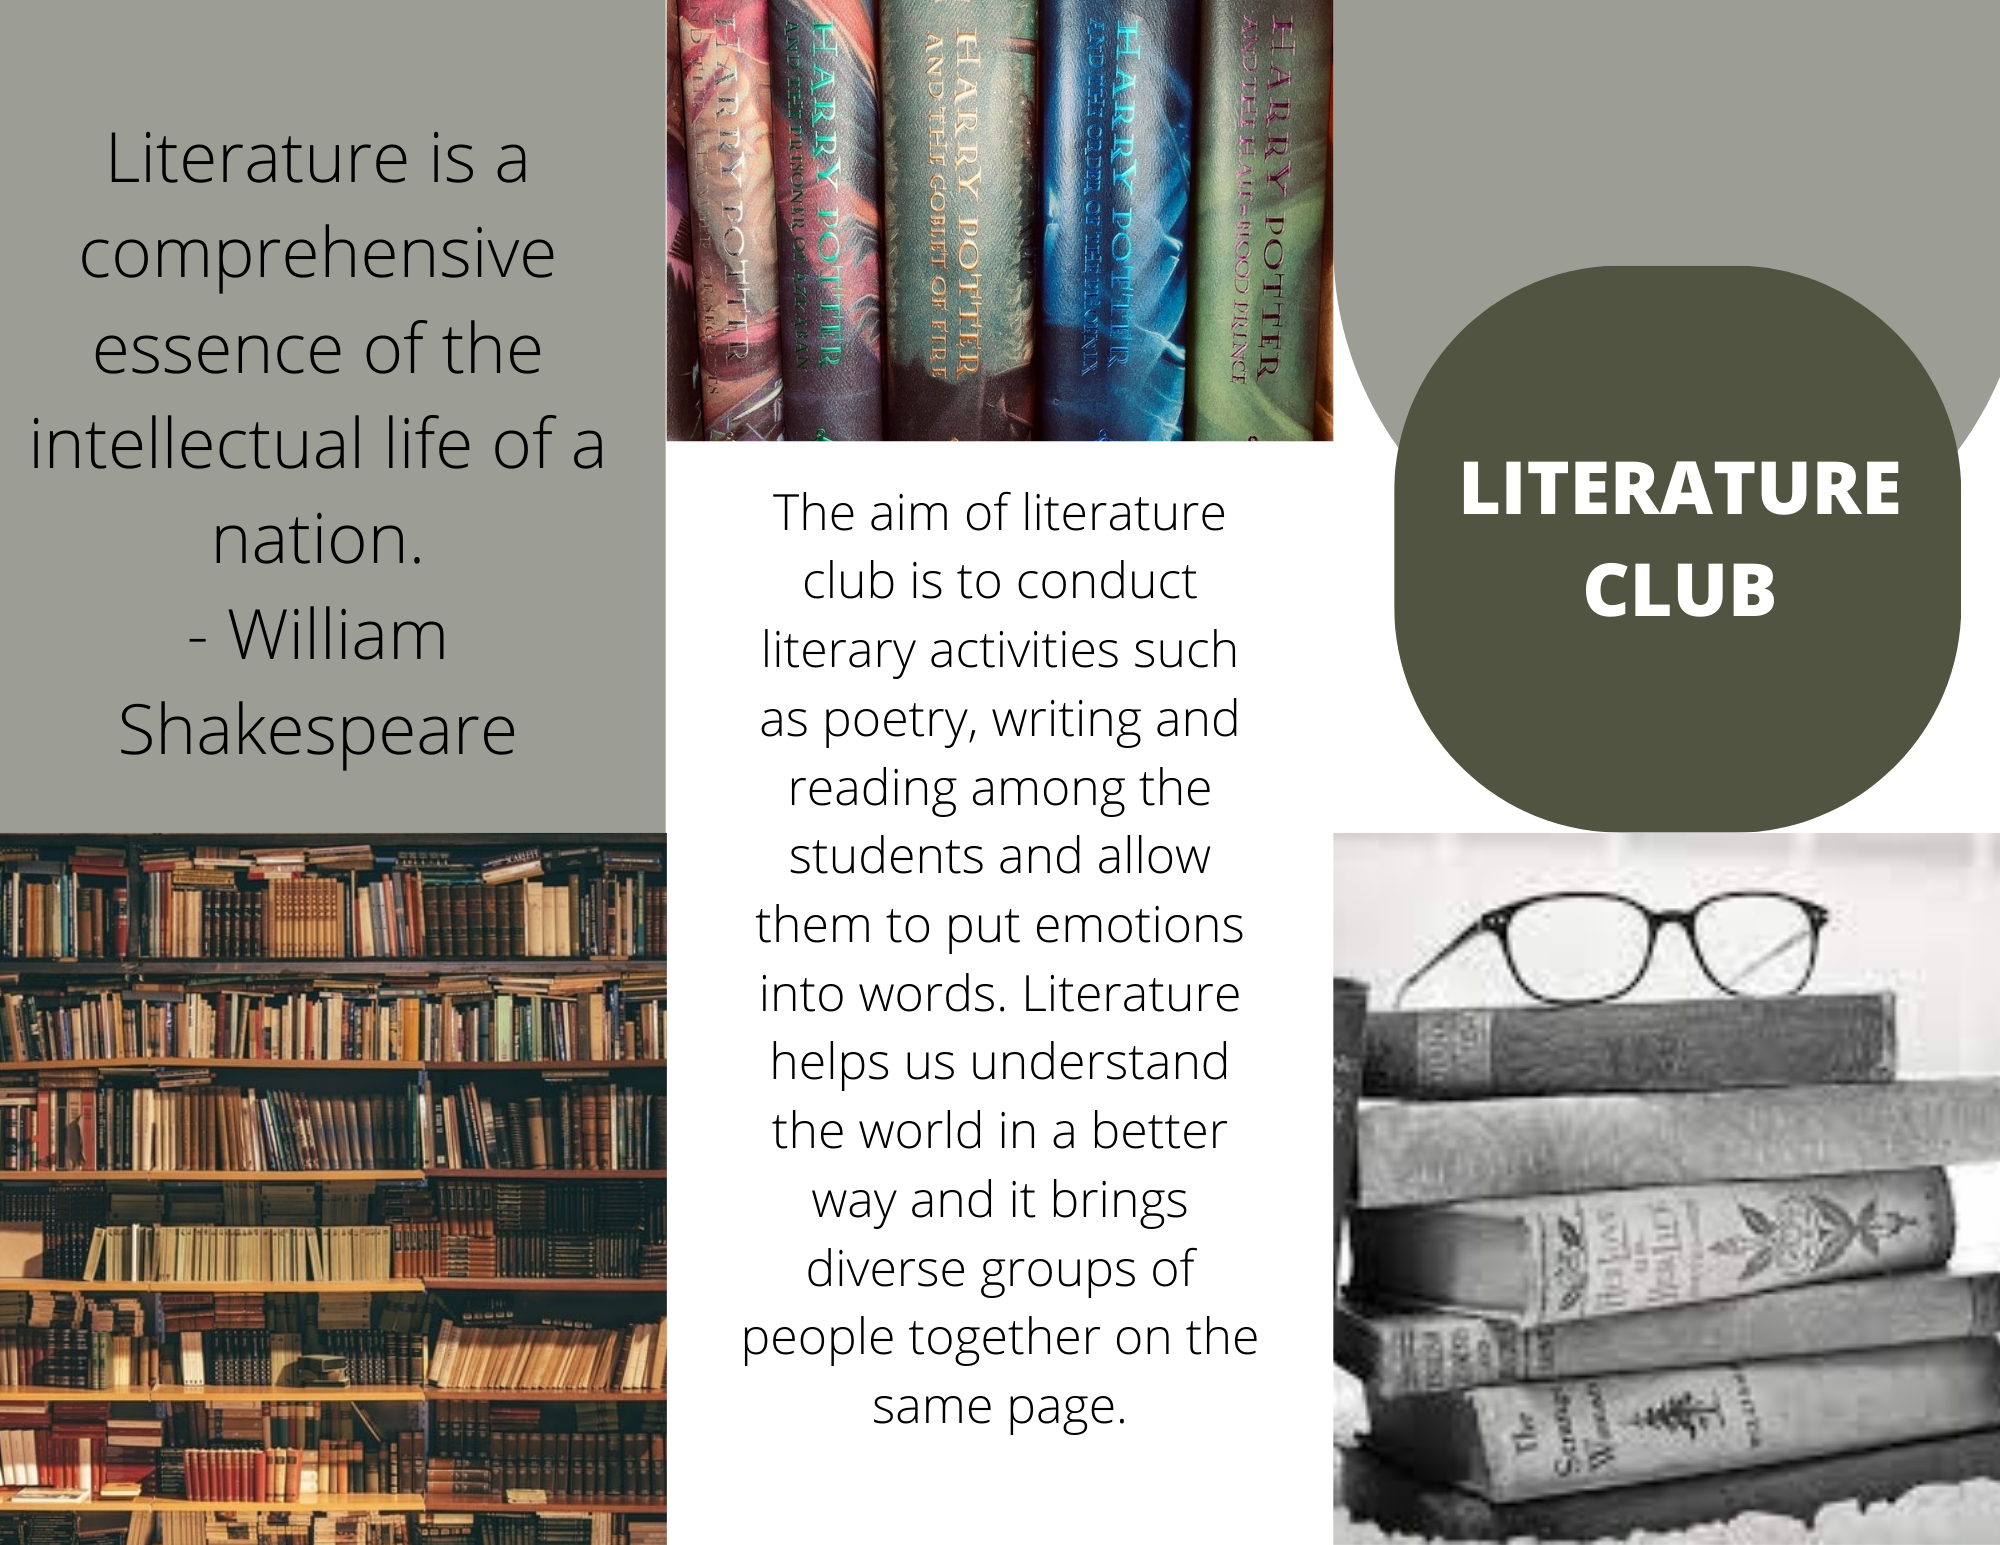 Literature is a
comprehensive
essence of the
intellectual life of a
nation.
- William
Shakespeare
HARRY POTTER
HARRY POTTER
AND THE PRISONER OF AZKABAN
HARRY POTTER
AND THE GOBLET OF FIRE
HARRY POTTER
AND THE ORDER OF THE PHOENIX
HARRY POTTER
AND THE HALF-BLOOD PRINCE
The aim of literature
club is to conduct
literary activities such
as poetry, writing and
reading among the
students and allow
them to put emotions
into words. Literature
helps us understand
the world in a better
way and it brings
diverse groups of
people together on the
same page.
LITERATURE
CLUB
The
Strange
Woman